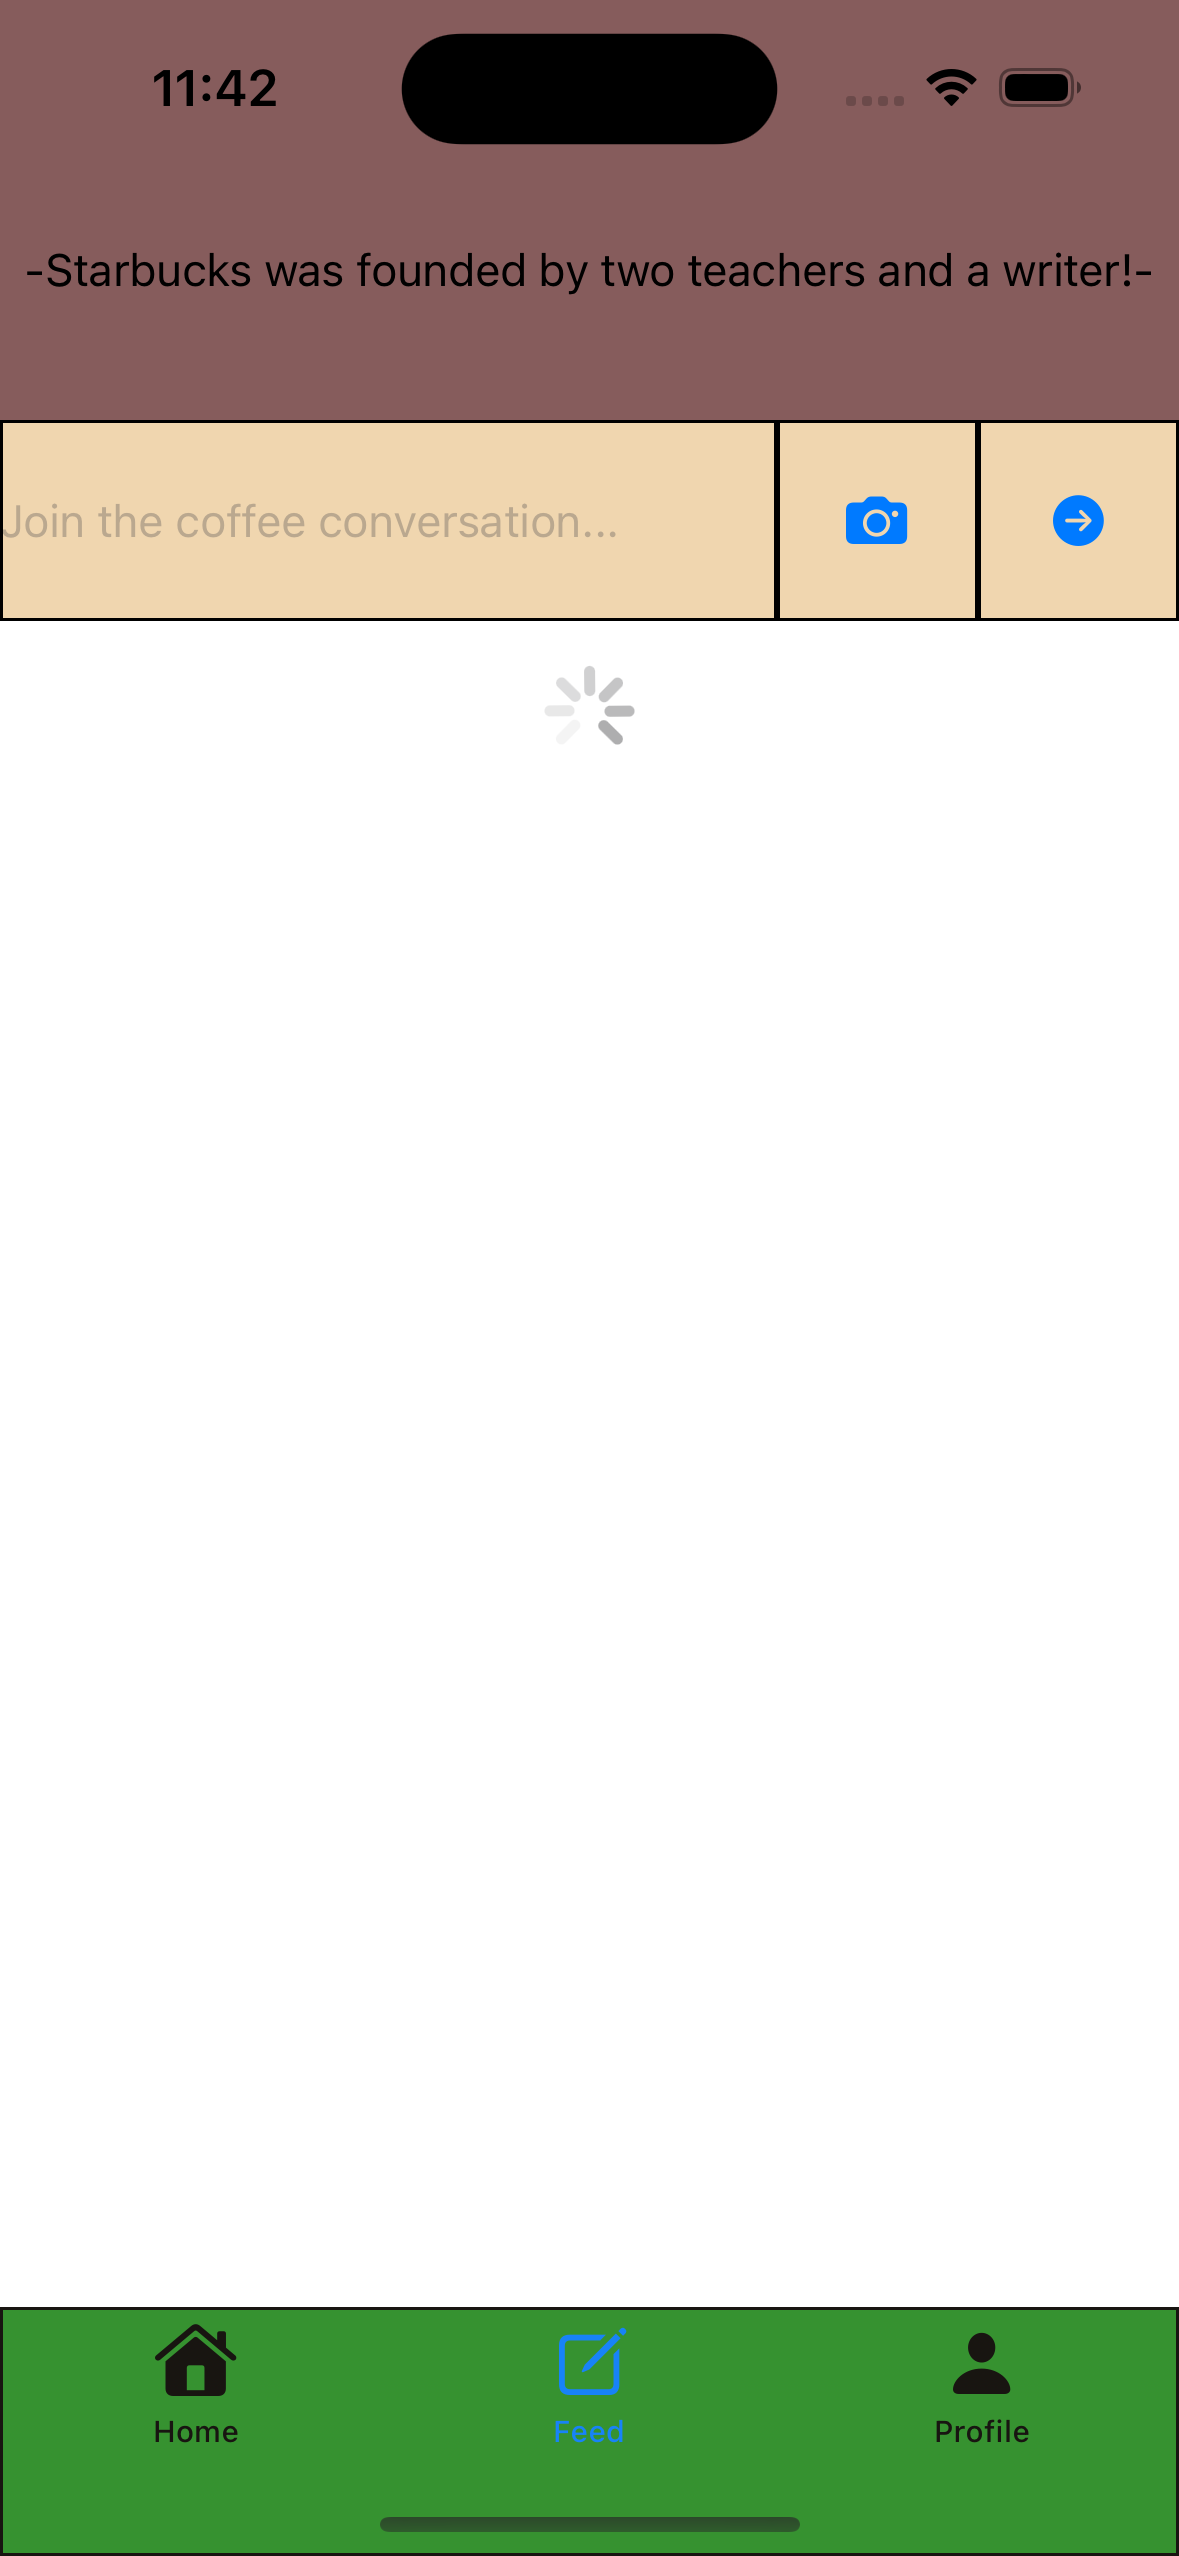 11:42
-Starbucks was founded by two teachers and a writer!-
Join the coffee conversation...
Home
Feed
Profile